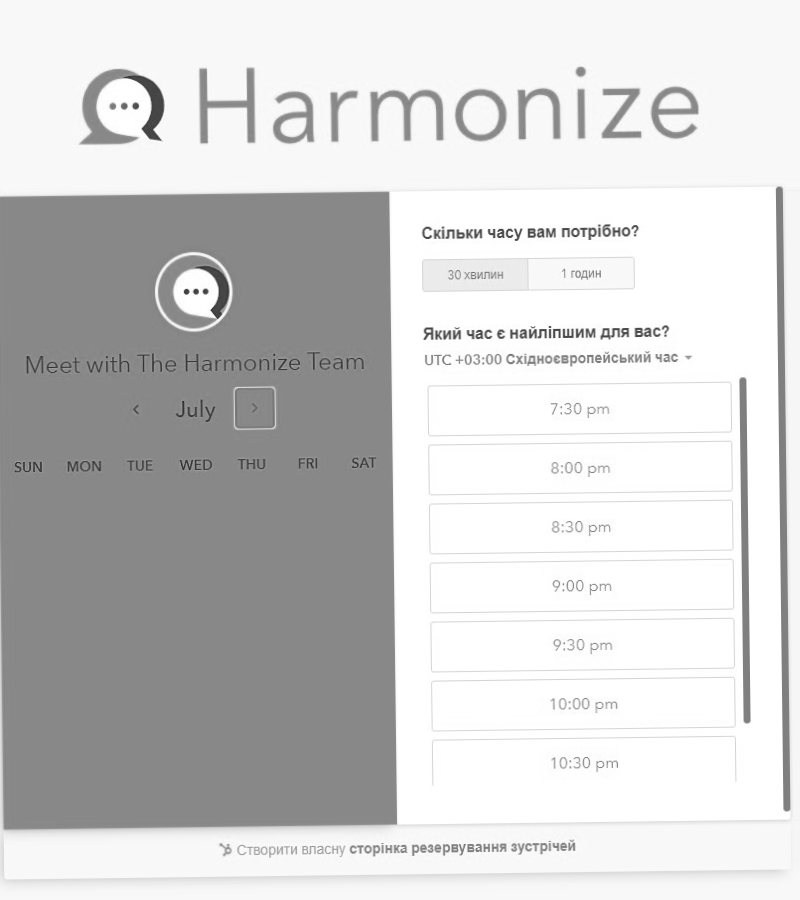 Harmonize
Meet with The Harmonize Team
July
SUN MON TUE WED THU FRI SAT
Скільки часу вам потрібно?
30 хвилин 1 годин
Який час є найліпшим для вас?
UTC +03:00 Східноєвропейський час
7:30 pm
8:00 pm
8:30 pm
9:00 pm
9:30 pm
10:00 pm
10:30 pm
Створити власну сторінка резервування зустрічей